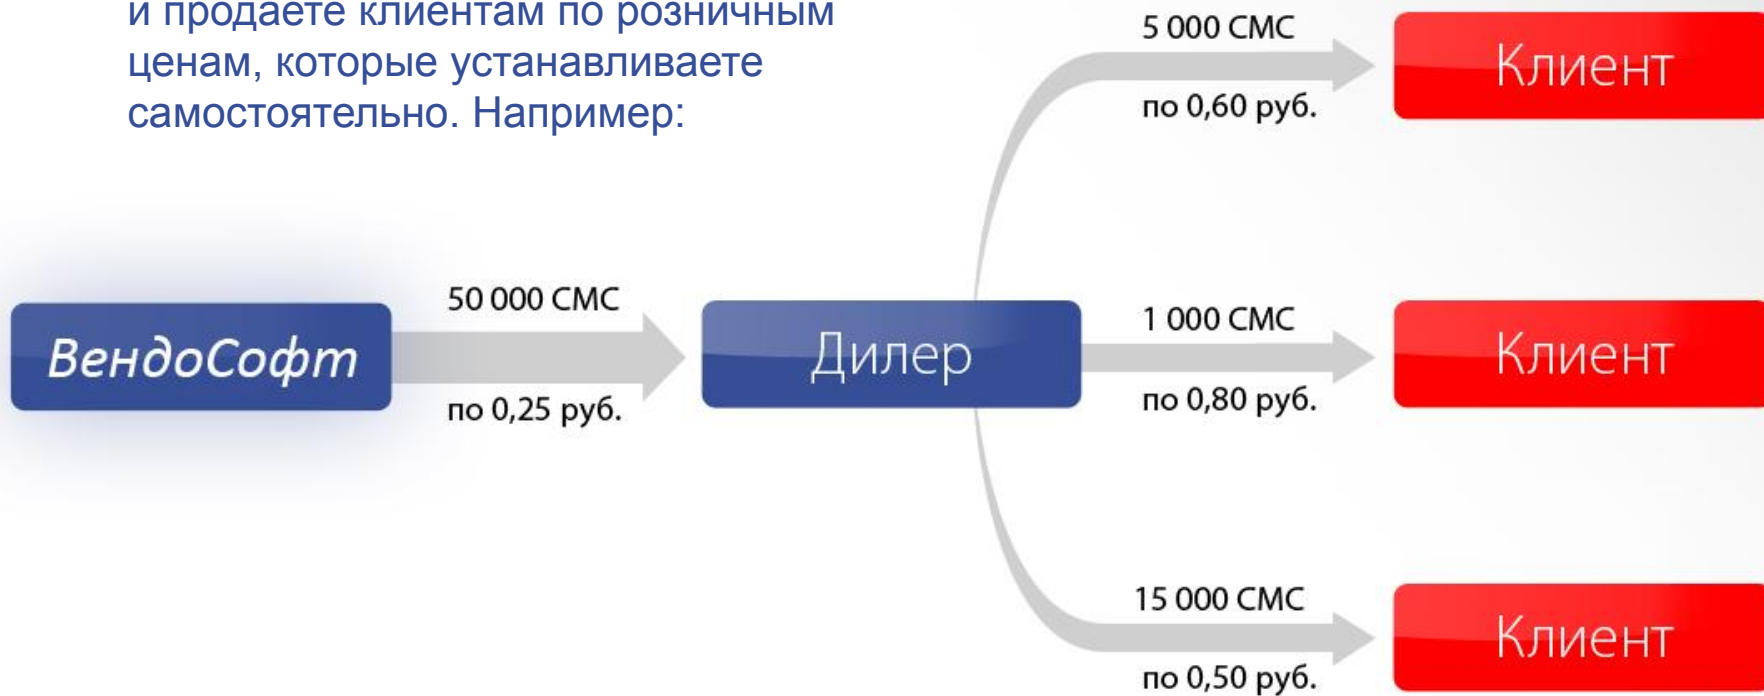 и продаете клиентам по розничным
ценам, которые устанавливаете
самостоятельно. Например:
5 000 СМС
по 0,60 руб.
Клиент
ВендоСофт
50 000 СМС
по 0,25 руб.
Дилер
1 000 СМС
по 0,80 руб.
Клиент
15 000 СМС
по 0,50 руб.
Клиент